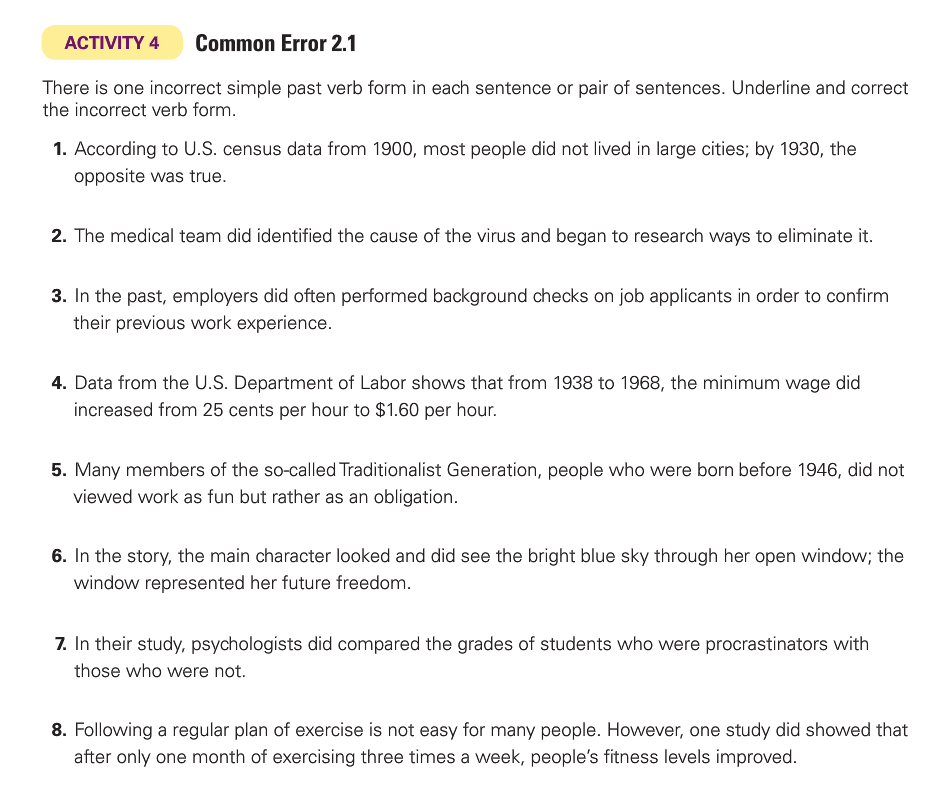 ACTIVITY 4 Common Error 2.1
There is one incorrect simple past verb form in each sentence or pair of sentences. Underline and correct
the incorrect verb form.
1. According to U.S. census data from 1900, most people did not lived in large cities; by 1930, the
opposite was true.
2. The medical team did identified the cause of the virus and began to research ways to eliminate it.
3. In the past, employers did often performed background checks on job applicants in order to confirm
their previous work experience.
4. Data from the U.S. Department of Labor shows that from 1938 to 1968, the minimum wage did
increased from 25 cents per hour to $1.60 per hour.
5. Many members of the so-called Traditionalist Generation, people who were born before 1946, did not
viewed work as fun but rather as an obligation.
6. In the story, the main character looked and did see the bright blue sky through her open window; the
window represented her future freedom.
7. In their study, psychologists did compared the grades of students who were procrastinators with
those who were not.
8. Following a regular plan of exercise is not easy for many people. However, one study did showed that
after only one month of exercising three times a week, people's fitness levels improved.